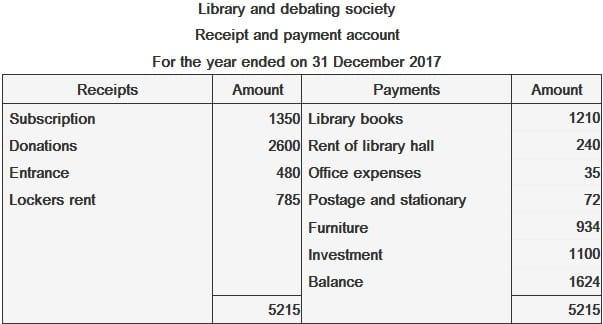 Library and debating society
Receipt and payment account
For the year ended on 31 December 2017
Receipts Amount Payments Amount
Subscription 1350 Library books 1210
Donations 2600 Rent of library hall 240
Entrance 480 Office expenses 35
Lockers rent 785 Postage and stationary 72
Furniture 934
Investment 1100
Balance 1624
5215 5215